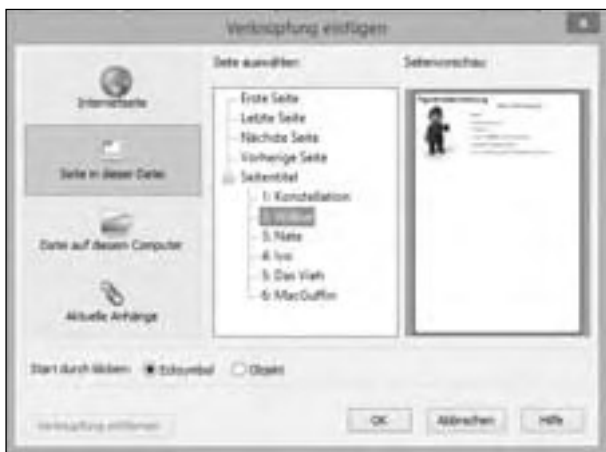 Verknüpfung einfügen
Internetseite
Seite in dieser Datei
Datei auf diesem Computer
Aktuelle Anhänge
Seite auswählen:
Erste Seite
Letzte Seite
Nächste Seite
Vorherige Seite
Seitentitel
1: Konstellation
3: Nate
4: Ivo
5: Das Vieh
6: MacGuffin
Seitenvorschau:
Start durch klicken: Ecksymbol Objekt
Verknüpfung entfernen
OK Abbrechen Hilfe